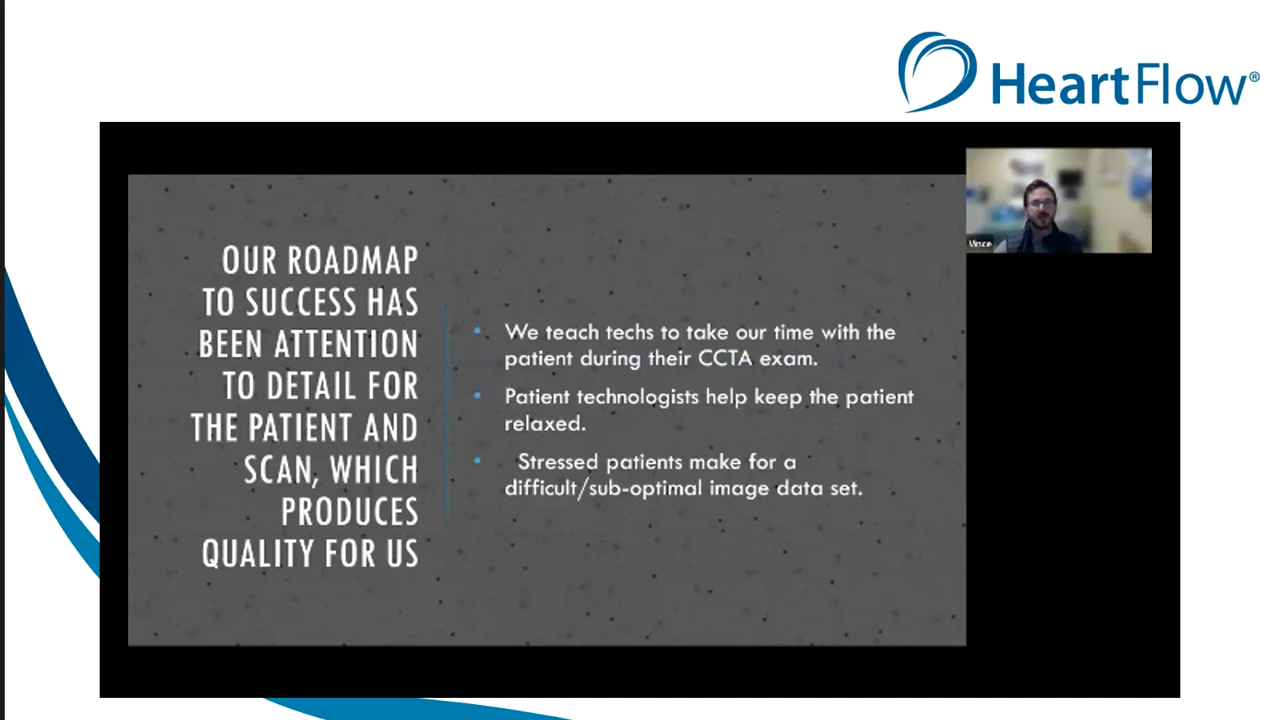 HeartFlow®
Vince
OUR ROADMAP
TO SUCCESS HAS
BEEN ATTENTION
TO DETAIL FOR
THE PATIENT AND
SCAN, WHICH
PRODUCES
QUALITY FOR US
• We teach techs to take our time with the
patient during their CCTA exam.
• Patient technologists help keep the patient
relaxed.
• Stressed patients make for a
difficult/sub-optimal image data set.